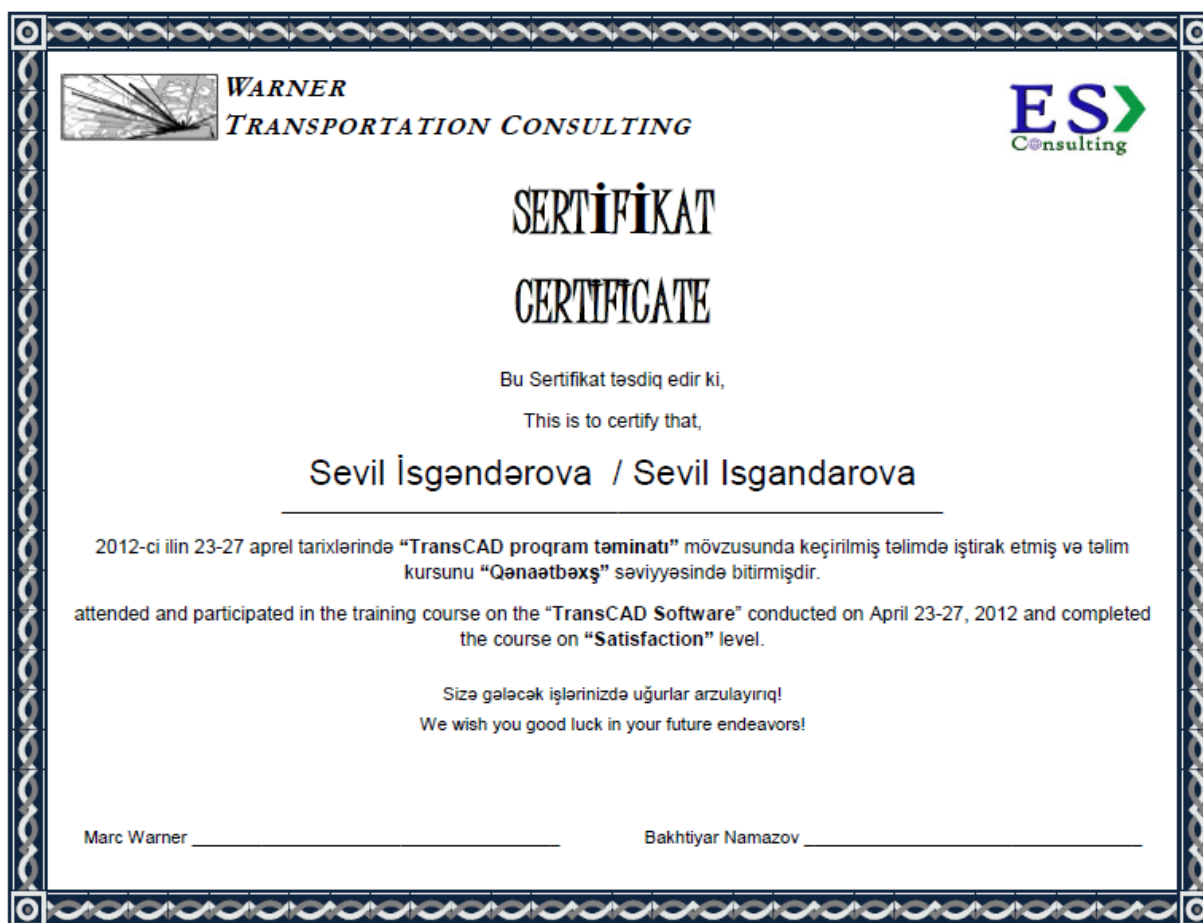 WARNER
TRANSPORTATION CONSULTING
ES
Consulting
SERTİFİKAT
CERTIFICATE
Bu Sertifikat təsdiq edir ki,
This is to certify that,
Sevil İsgəndərova / Sevil Isgandarova
2012-ci ilin 23-27 aprel tarixlərində “TransCAD proqram təminatı” mövzusunda keçirilmiş təlimdə iştirak etmiş və təlim
kursunu “Qənaətbəxş” səviyyəsində bitirmişdir.
attended and participated in the training course on the “TransCAD Software” conducted on April 23-27, 2012 and completed
the course on “Satisfaction” level.
Sizə gələcək işlərinizdə uğurlar arzulayırıq!
We wish you good luck in your future endeavors!
Marc Warner ____________________ Bakhtiyar Namazov ____________________